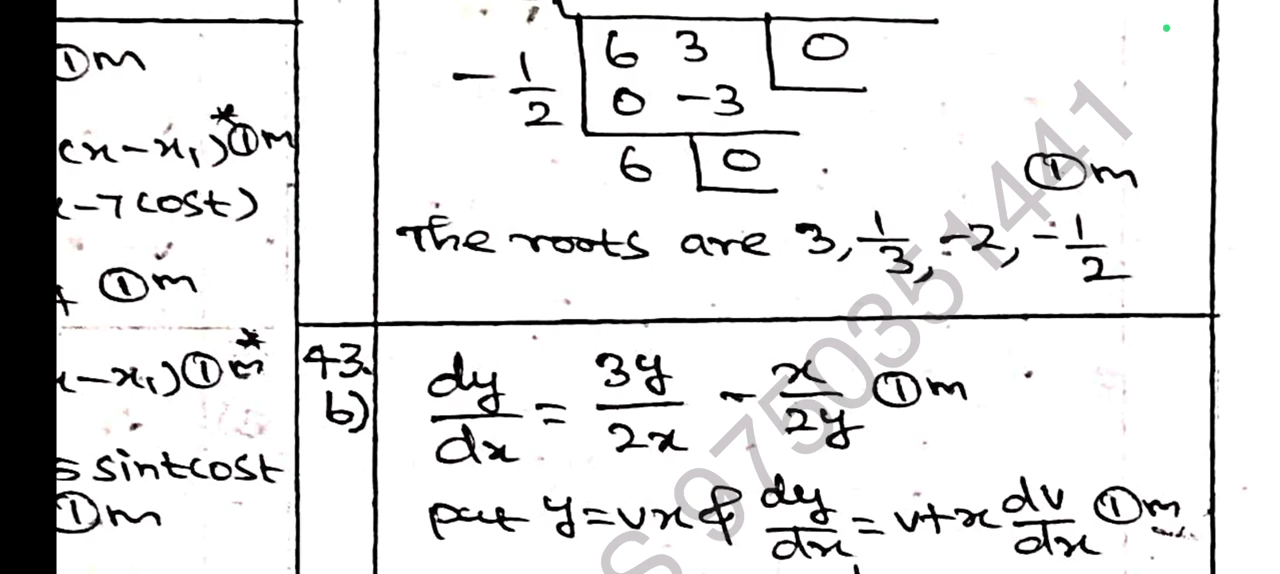 ①m
(x-x₁)* ①m
-7cost)
①m
-x₁) ①m*
sintcost
①m
-1/2 | 6 3 | 0
0 -3
6 | 0
①m
The roots are 3, 1/3, -2, -1/2
43. b)
dy/dx = 3y/2x - x/2y ①m
put y=vx & dy/dx = v+x dv/dx ①m
S 9750351441